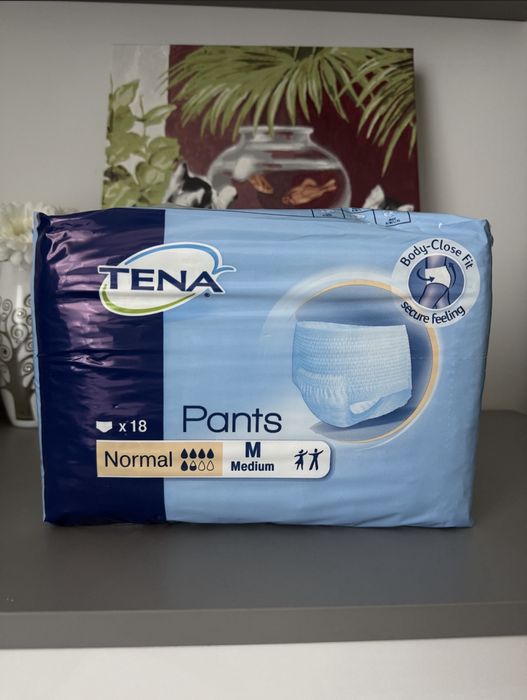 Body-Close Fit
secure feeling
TENA®
x 18
Pants
Normal
M
Medium